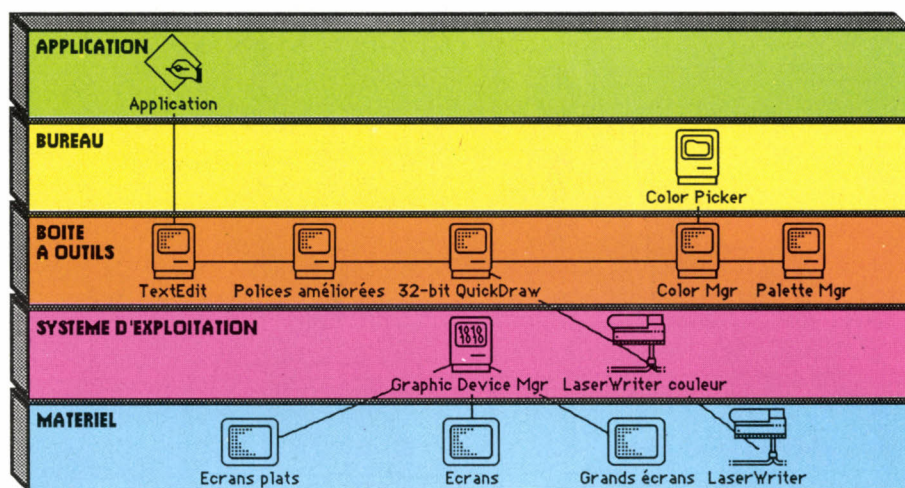 APPLICATION
Application
BUREAU
Color Picker
BOITE
A OUTILS
TextEdit Polices améliorées 32-bit QuickDraw Color Mgr Palette Mgr
SYSTEME D'EXPLOITATION
1818
Graphic Device Mgr LaserWriter couleur
MATERIEL
Ecrans plats Ecrans Grands écrans LaserWriter